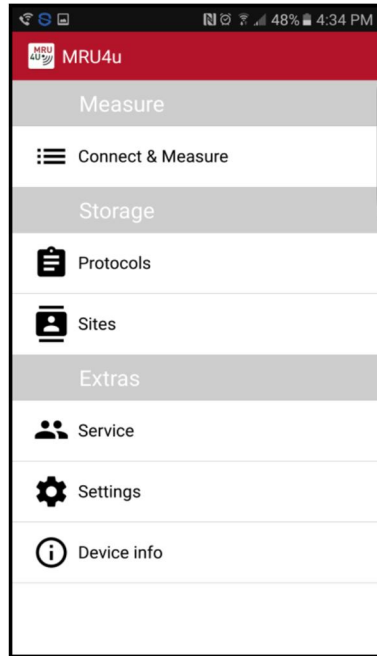 48% 4:34 PM
MRU
4U
MRU4u
Measure
Connect & Measure
Storage
Protocols
Sites
Extras
Service
Settings
Device info